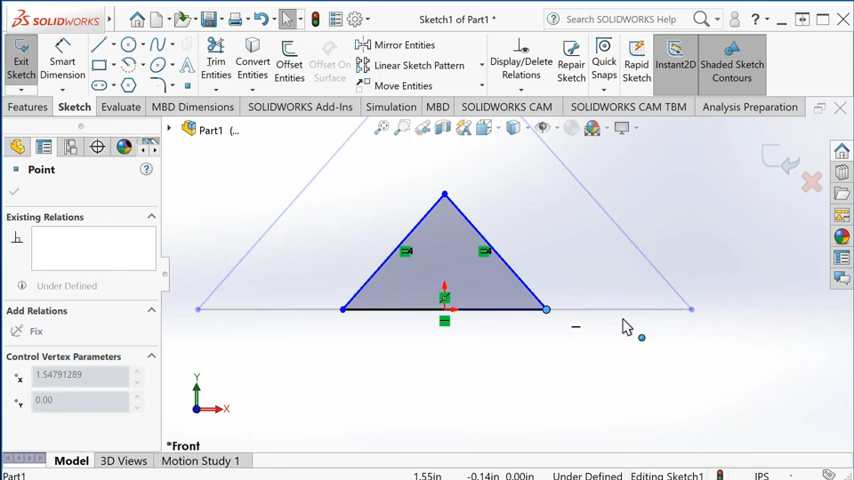 SOLIDWORKS
Sketch1 of Part1 *
Search SOLIDWORKS Help
?
Exit Sketch
Smart Dimension
Trim Entities
Convert Entities
Offset Entities
Offset On Surface
Mirror Entities
Linear Sketch Pattern
Move Entities
Display/Delete Relations
Repair Sketch
Quick Snaps
Rapid Sketch
Instant2D
Shaded Sketch Contours
Features
Sketch
Evaluate
MBD Dimensions
SOLIDWORKS Add-Ins
Simulation
MBD
SOLIDWORKS CAM
SOLIDWORKS CAM TBM
Analysis Preparation
Part1 (...
Point
?
Existing Relations
Under Defined
Add Relations
Fix
Control Vertex Parameters
x
1.54791289
Y
0.00
4
4
Y
X
*Front
Model
3D Views
Motion Study 1
Part1
1.55in
-0.14in
0.00in
Under Defined
Editing Sketch1
IPS